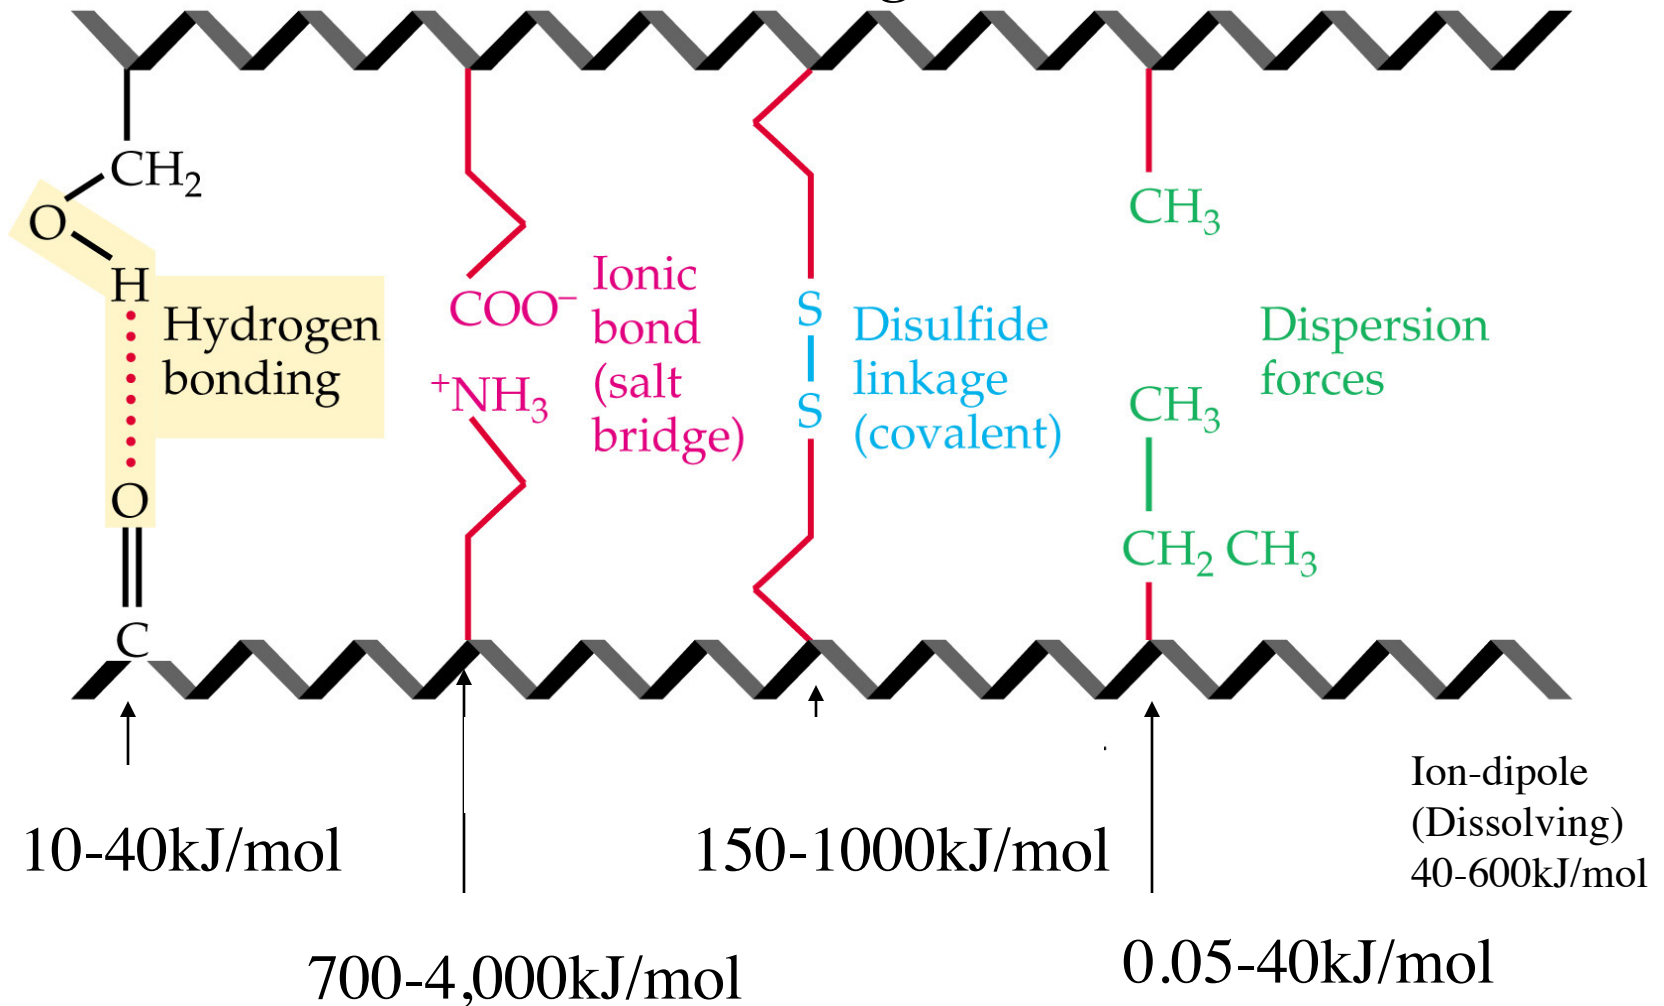 CH2
O
H
Hydrogen
bonding
O
C
COO–
+NH3
Ionic
bond
(salt
bridge)
S
S
Disulfide
linkage
(covalent)
CH3
CH3
CH2 CH3
Dispersion
forces
10-40kJ/mol
700-4,000kJ/mol
150-1000kJ/mol
0.05-40kJ/mol
Ion-dipole
(Dissolving)
40-600kJ/mol